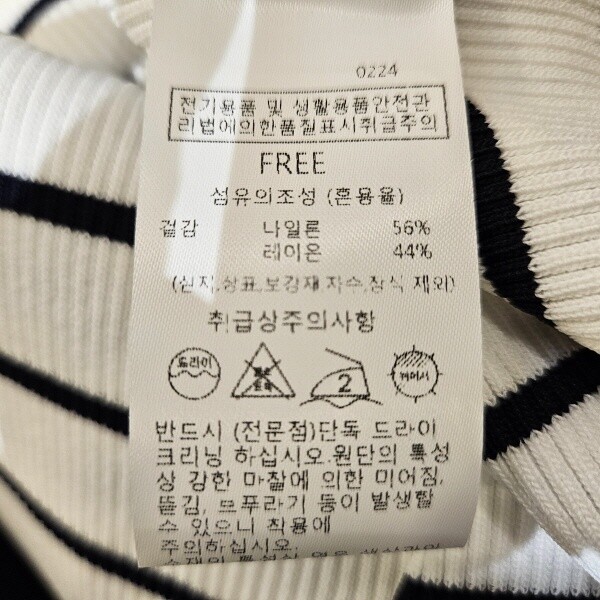 0224
전기용품 및 생활용품안전관
리법에의한품질표시취급주의
FREE
섬유의조성 (혼용율)
겉감 나일론 56%
레이온 44%
(심지,상표,보강재,자수,장식 제외)
취급상주의사항
드라이 2 뉘어서
반드시 (전문점)단독 드라이
크리닝 하십시오.원단의 특성
상 강한 마찰에 의한 미어짐,
뜯김, 보푸라기 등이 발생할
수 있으니 착용에
주의하십시오.